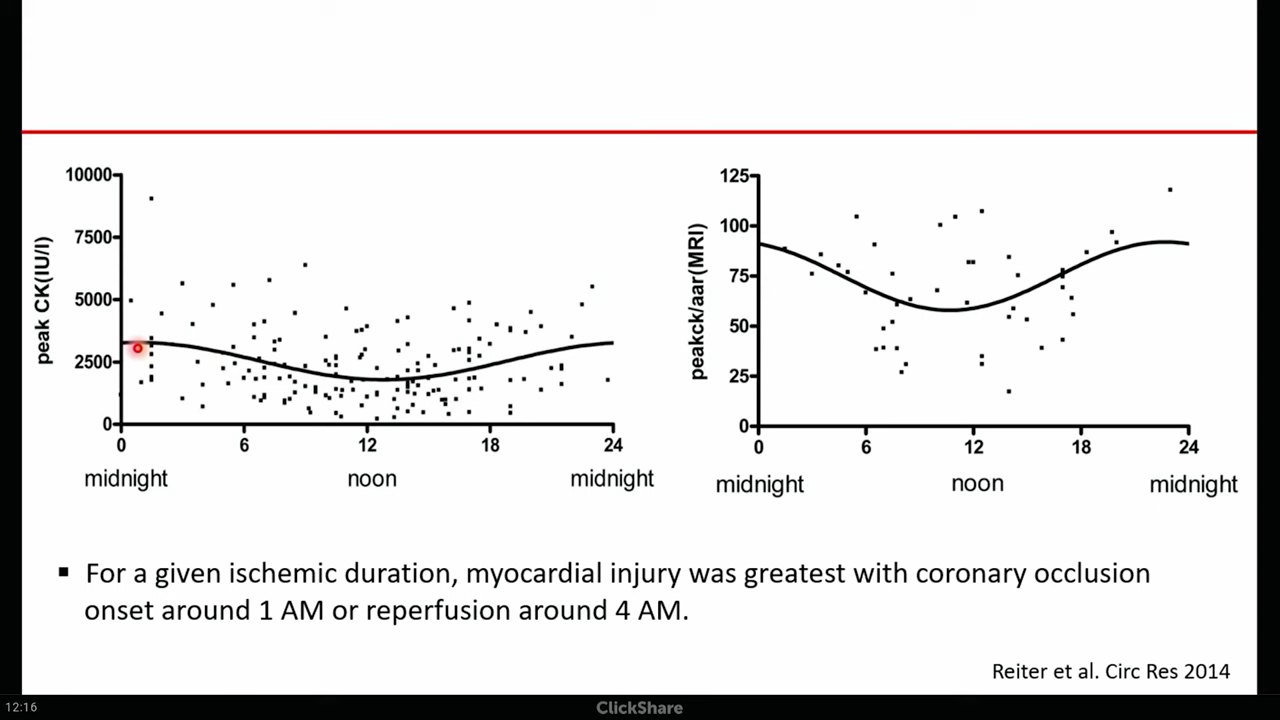 10000
7500
5000
2500
0
peak CK(IU/l)
0 6 12 18 24
midnight noon midnight
125
100
75
50
25
0
peakck/aar(MRI)
0 6 12 18 24
midnight noon midnight
▪ For a given ischemic duration, myocardial injury was greatest with coronary occlusion
onset around 1 AM or reperfusion around 4 AM.
Reiter et al. Circ Res 2014
12:16
ClickShare